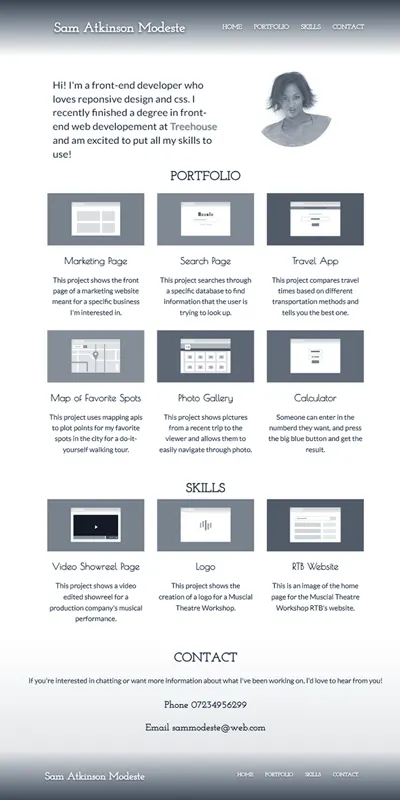 Sam Atkinson Modeste
HOME PORTFOLIO SKILLS CONTACT
Hi! I'm a front-end developer who
loves reponsive design and css. I
recently finished a degree in front-
end web developement at Treehouse
and am excited to put all my skills to
use!
PORTFOLIO
Marketing Page
This project shows the front
page of a marketing website
meant for a specific business
I'm interested in.
Search Page
This project searches through
a specific database to find
information that the user is
trying to look up.
Travel App
This project compares travel
times based on different
transportation methods and
tells you the best one.
Map of Favorite Spots
This project uses mapping apis
to plot points for my favorite
spots in the city for a do-it-
yourself walking tour.
Photo Gallery
This project shows pictures
from a recent trip to the
viewer and allows them to
easily navigate through photo.
Calculator
Someone can enter in the
numberd they want, and press
the big blue button and get the
result.
SKILLS
Video Showreel Page
This project shows a video
edited showreel for a
production company's musical
performance.
Logo
This project shows the
creation of a logo for a Muscial
Theatre Workshop.
RTB Website
This is an image of the home
page for the Muscial Theatre
Workshop RTB's website.
CONTACT
If you're interested in chatting or want more information about what I've been working on, I'd love to hear from you!
Phone 07234956299
Email sammodeste@web.com
Sam Atkinson Modeste
HOME PORTFOLIO SKILLS CONTACT